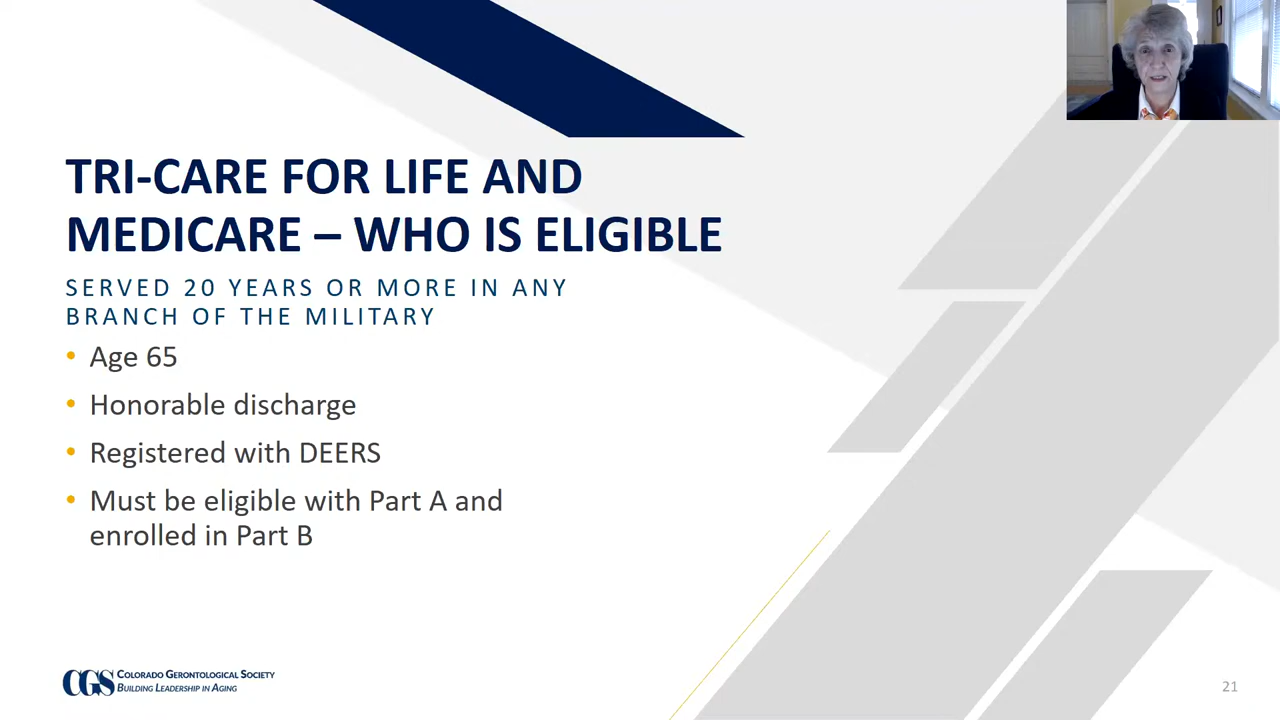 TRI-CARE FOR LIFE AND
MEDICARE – WHO IS ELIGIBLE
SERVED 20 YEARS OR MORE IN ANY
BRANCH OF THE MILITARY
• Age 65
• Honorable discharge
• Registered with DEERS
• Must be eligible with Part A and
enrolled in Part B
CGS COLORADO GERONTOLOGICAL SOCIETY
BUILDING LEADERSHIP IN AGING
21